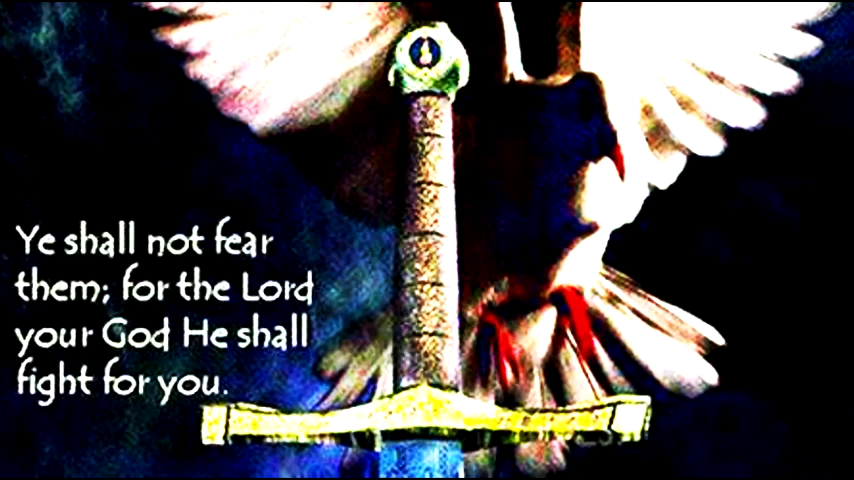 Ye shall not fear
them; for the Lord
your God He shall
fight for you.